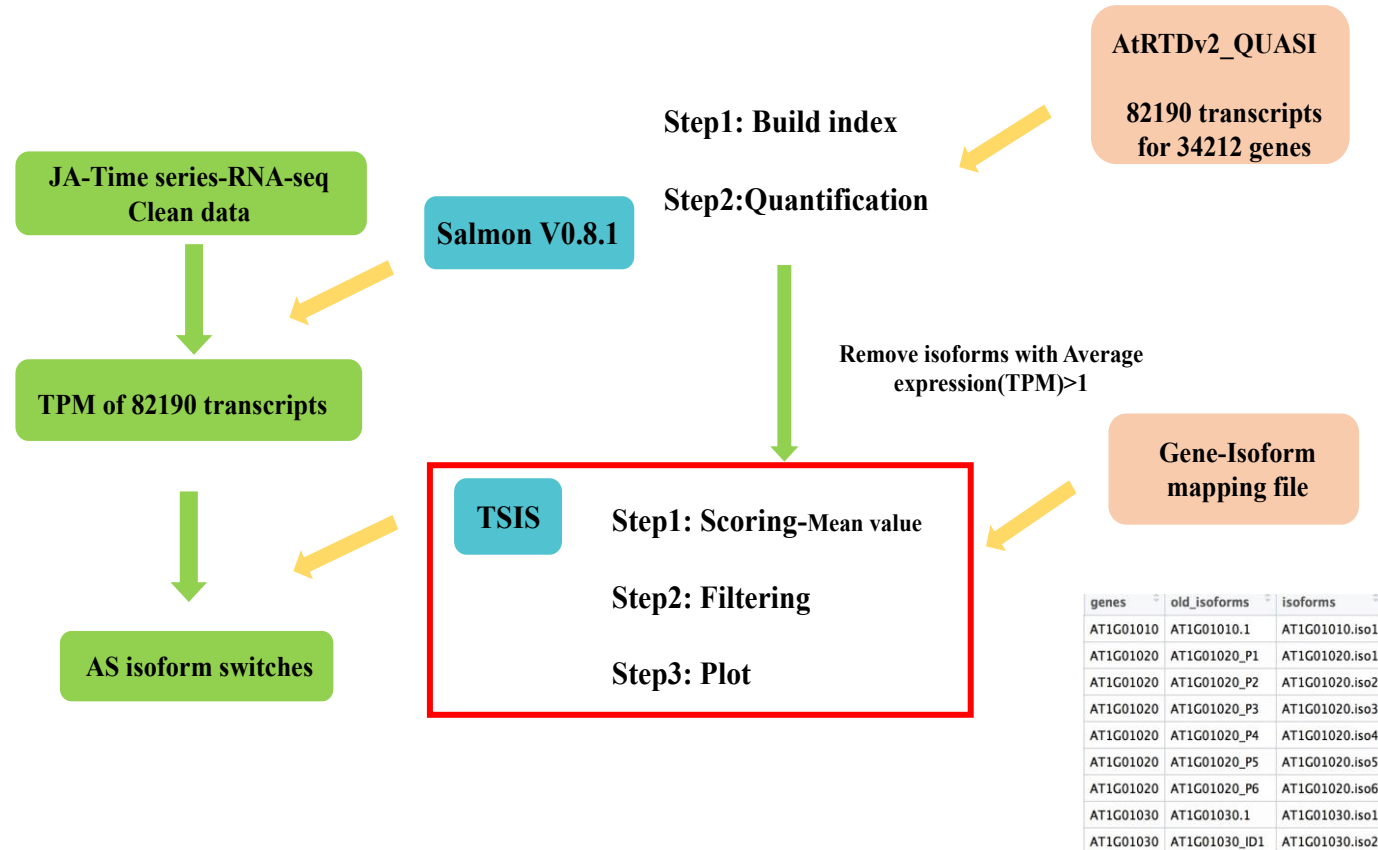 AtRTDv2_QUASI
82190 transcripts
for 34212 genes
Step1: Build index
Step2:Quantification
JA-Time series-RNA-seq
Clean data
Salmon V0.8.1
Remove isoforms with Average
expression(TPM)>1
TPM of 82190 transcripts
Gene-Isoform
mapping file
TSIS
Step1: Scoring-Mean value
Step2: Filtering
Step3: Plot
AS isoform switches
genes old_isoforms isoforms
AT1G01010 AT1G01010.1 AT1G01010.iso1
AT1G01020 AT1G01020_P1 AT1G01020.iso1
AT1G01020 AT1G01020_P2 AT1G01020.iso2
AT1G01020 AT1G01020_P3 AT1G01020.iso3
AT1G01020 AT1G01020_P4 AT1G01020.iso4
AT1G01020 AT1G01020_P5 AT1G01020.iso5
AT1G01020 AT1G01020_P6 AT1G01020.iso6
AT1G01030 AT1G01030.1 AT1G01030.iso1
AT1G01030 AT1G01030_ID1 AT1G01030.iso2